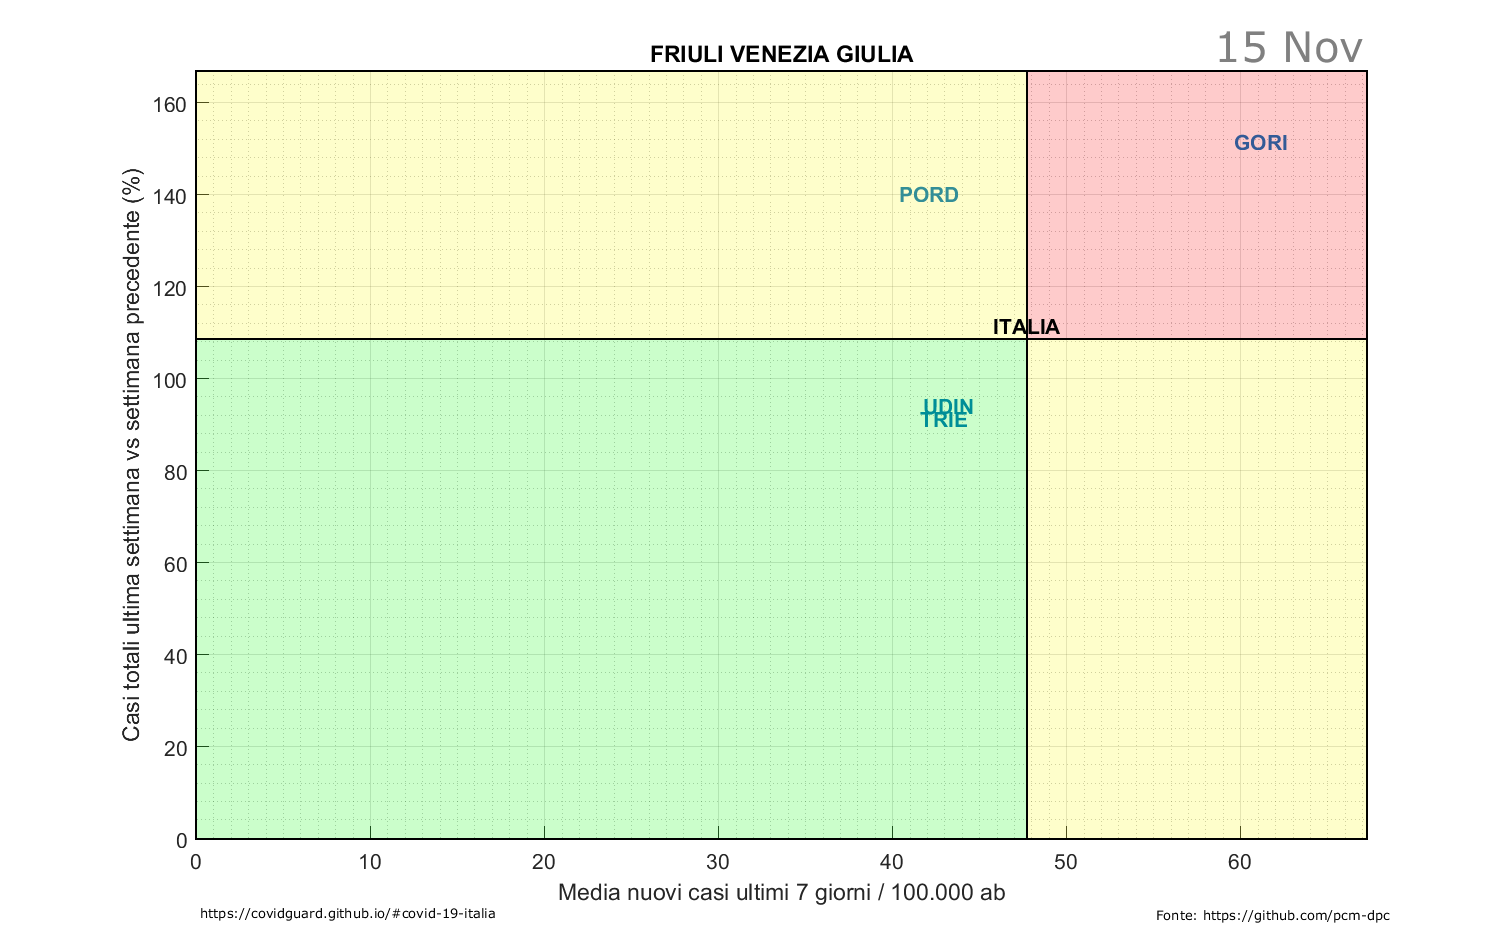 FRIULI VENEZIA GIULIA
15 Nov
Casi totali ultima settimana vs settimana precedente (%)
160
140
120
100
80
60
40
20
0
GORI
PORD
ITALIA
UDIN
TRIE
0 10 20 30 40 50 60
Media nuovi casi ultimi 7 giorni / 100.000 ab
https://covidguard.github.io/#covid-19-italia
Fonte: https://github.com/pcm-dpc